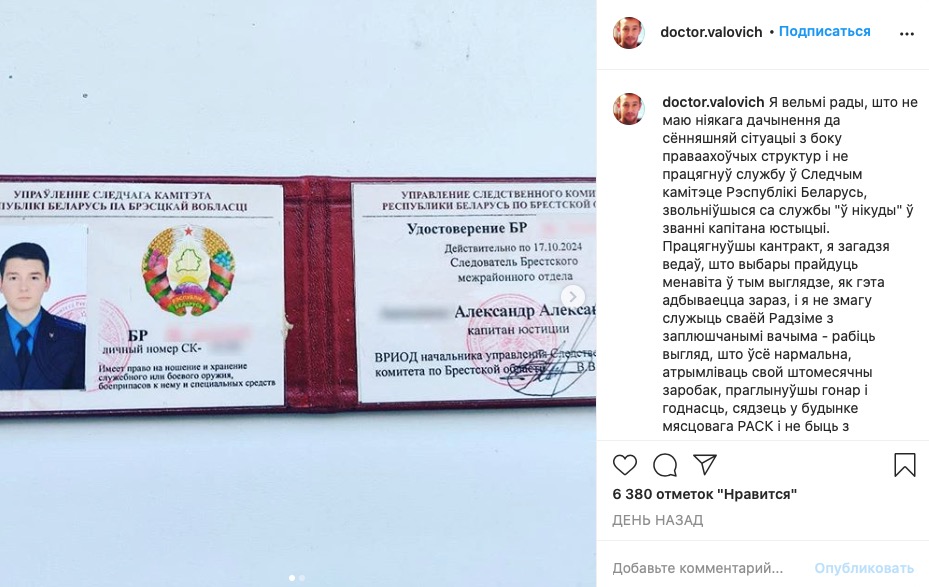 УПРАЎЛЕННЕ СЛЕДЧАГА КАМІТЭТА
ПУБЛІКІ БЕЛАРУСЬ ПА БРЭСЦКАЙ ВОБЛАСЦІ
БР
личный номер СК-
Имеет право на ношение и хранение
служебного или боевого оружия,
боеприпасов к нему и специальных средств
УПРАВЛЕНИЕ СЛЕДСТВЕННОГО КОМИ
РЕСПУБЛИКИ БЕЛАРУСЬ ПО БРЕСТСКОЙ О
Удостоверение БР
Действительно по 17.10.2024
Следователь Брестского
межрайонного отдела
Александр Алексан
капитан юстиции
ВРИОД начальника управления Следстве
комитета по Брестской области В.В
doctor.valovich • Подписаться
doctor.valovich Я вельмі рады, што не
маю ніякага дачынення да
сённяшняй сітуацыі з боку
праваахоўчых структур і не
працягнуў службу ў Следчым
камітэце Рэспублікі Беларусь,
звольніўшыся са службы "ў нікуды" ў
званні капітана юстыцыі.
Працягнуўшы кантракт, я загадзя
ведаў, што выбары прайдуць
менавіта ў тым выглядзе, як гэта
адбываецца зараз, і я не змагу
служыць сваёй Радзіме з
заплюшчанымі вачыма - рабіць
выгляд, што ўсё нармальна,
атрымліваць свой штомесячны
заробак, праглынуўшы гонар і
годнасць, сядзець у будынке
мясцовага РАСК і не быць з
6 380 отметок "Нравится"
ДЕНЬ НАЗАД
Добавьте комментарий...
Опубликовать